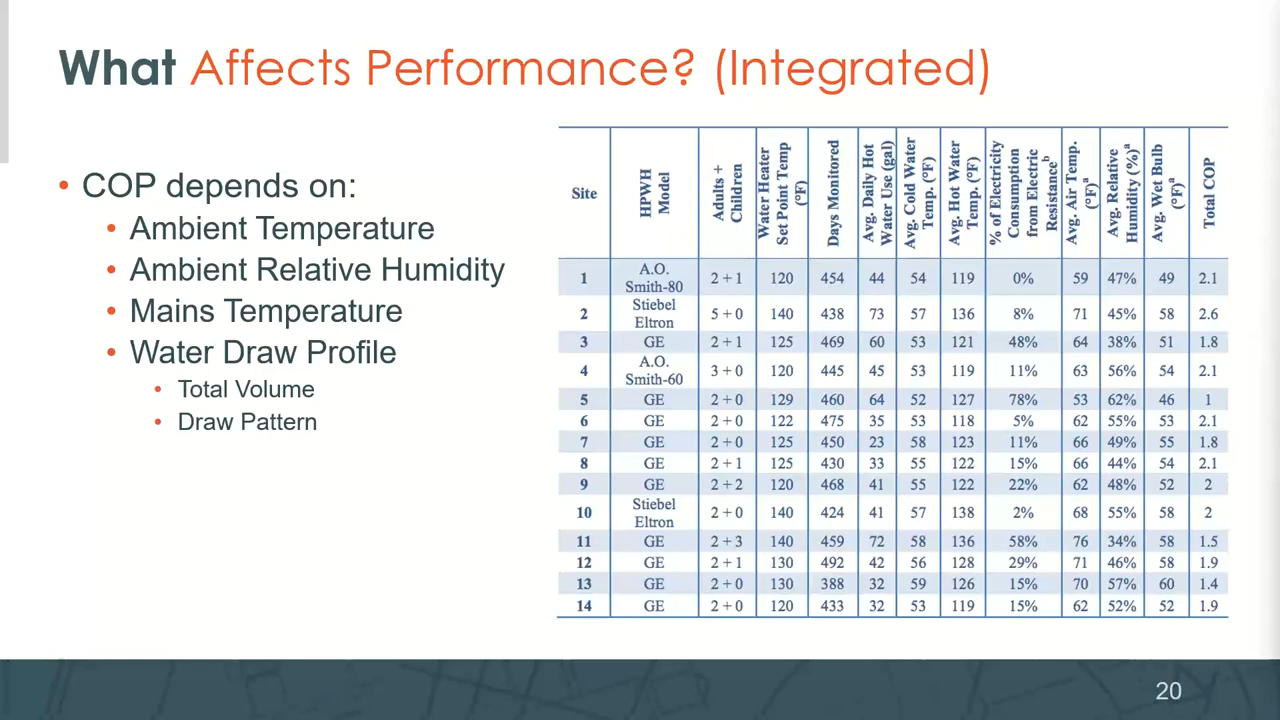 What Affects Performance? (Integrated)
• COP depends on:
• Ambient Temperature
• Ambient Relative Humidity
• Mains Temperature
• Water Draw Profile
• Total Volume
• Draw Pattern
Site | HPWH Model | Adults + Children | Water Heater Set Point Temp (°F) | Days Monitored | Avg. Daily Hot Water Use (gal) | Avg. Cold Water Temp. (°F) | Avg. Hot Water Temp. (°F) | % of Electricity Consumption from Electric Resistance^b | Avg. Air Temp. (°F)^a | Avg. Relative Humidity (%)^a | Avg. Wet Bulb (°F)^a | Total COP
1 | A.O. Smith-80 | 2 + 1 | 120 | 454 | 44 | 54 | 119 | 0% | 59 | 47% | 49 | 2.1
2 | Stiebel Eltron | 5 + 0 | 140 | 438 | 73 | 57 | 136 | 8% | 71 | 45% | 58 | 2.6
3 | GE | 2 + 1 | 125 | 469 | 60 | 53 | 121 | 48% | 64 | 38% | 51 | 1.8
4 | A.O. Smith-60 | 3 + 0 | 120 | 445 | 45 | 53 | 119 | 11% | 63 | 56% | 54 | 2.1
5 | GE | 2 + 0 | 129 | 460 | 64 | 52 | 127 | 78% | 53 | 62% | 46 | 1
6 | GE | 2 + 0 | 122 | 475 | 35 | 53 | 118 | 5% | 62 | 55% | 53 | 2.1
7 | GE | 2 + 0 | 125 | 450 | 23 | 58 | 123 | 11% | 66 | 49% | 55 | 1.8
8 | GE | 2 + 1 | 125 | 430 | 33 | 55 | 122 | 15% | 66 | 44% | 54 | 2.1
9 | GE | 2 + 2 | 120 | 468 | 41 | 55 | 122 | 22% | 62 | 48% | 52 | 2
10 | Stiebel Eltron | 2 + 0 | 140 | 424 | 41 | 57 | 138 | 2% | 68 | 55% | 58 | 2
11 | GE | 2 + 3 | 140 | 459 | 72 | 58 | 136 | 58% | 76 | 34% | 58 | 1.5
12 | GE | 2 + 1 | 130 | 492 | 42 | 56 | 128 | 29% | 71 | 46% | 58 | 1.9
13 | GE | 2 + 0 | 130 | 388 | 32 | 59 | 126 | 15% | 70 | 57% | 60 | 1.4
14 | GE | 2 + 0 | 120 | 433 | 32 | 53 | 119 | 15% | 62 | 52% | 52 | 1.9
20